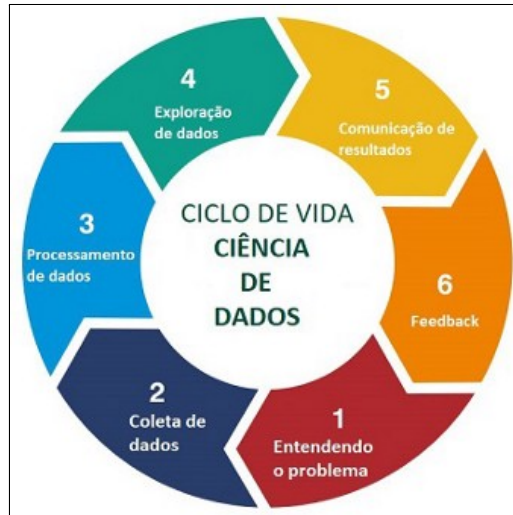 CICLO DE VIDA
CIÊNCIA
DE
DADOS
1
Entendendo
o problema
2
Coleta de
dados
3
Processamento
de dados
4
Exploração
de dados
5
Comunicação de
resultados
6
Feedback